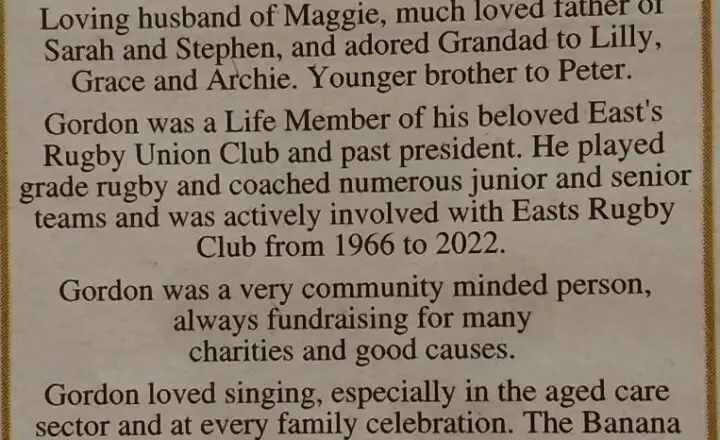 Loving husband of Maggie, much loved father of
Sarah and Stephen, and adored Grandad to Lilly,
Grace and Archie. Younger brother to Peter.
Gordon was a Life Member of his beloved East's
Rugby Union Club and past president. He played
grade rugby and coached numerous junior and senior
teams and was actively involved with Easts Rugby
Club from 1966 to 2022.
Gordon was a very community minded person,
always fundraising for many
charities and good causes.
Gordon loved singing, especially in the aged care
sector and at every family celebration. The Banana